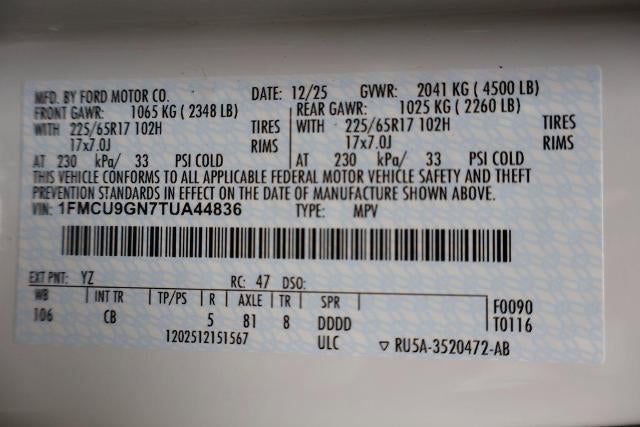 MFD. BY FORD MOTOR CO. DATE: 12/25 GVWR: 2041 KG ( 4500 LB)
FRONT GAWR: 1065 KG ( 2348 LB) REAR GAWR: 1025 KG ( 2260 LB)
WITH 225/65R17 102H TIRES WITH 225/65R17 102H TIRES
17x7.0J RIMS 17x7.0J RIMS
AT 230 kPa/ 33 PSI COLD AT 230 kPa/ 33 PSI COLD
THIS VEHICLE CONFORMS TO ALL APPLICABLE FEDERAL MOTOR VEHICLE SAFETY AND THEFT
PREVENTION STANDARDS IN EFFECT ON THE DATE OF MANUFACTURE SHOWN ABOVE.
VIN: 1FMCU9GN7TUA44836 TYPE: MPV
EXT PNT: YZ RC: 47 DSO:
WB INT TR TP/PS R AXLE TR SPR F0090
106 CB 5 81 8 DDDD T0116
1202512151567 ULC ▽ RU5A-3520472-AB